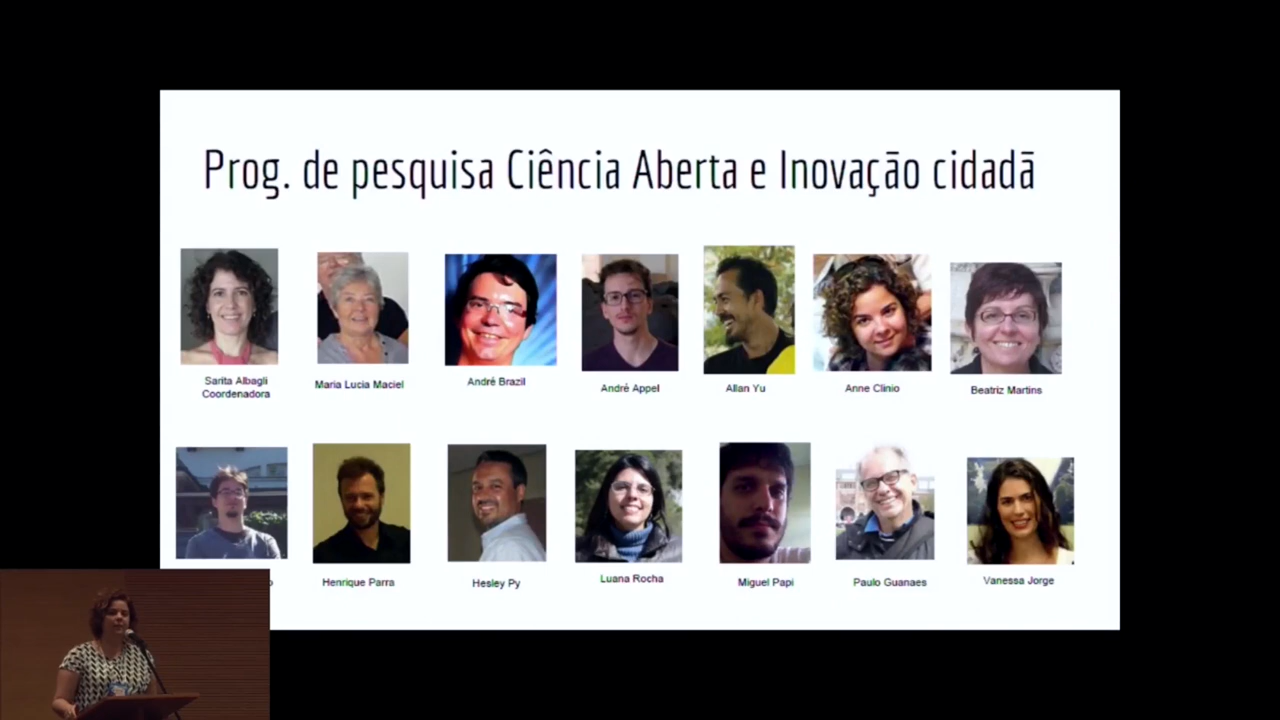 Prog. de pesquisa Ciência Aberta e Inovação cidadã
Sarita Albagli
Coordenadora
Maria Lucia Maciel
André Brazil
André Appel
Allan Yu
Anne Clinio
Beatriz Martins
Henrique Parra
Hesley Py
Luana Rocha
Miguel Papi
Paulo Guanaes
Vanessa Jorge